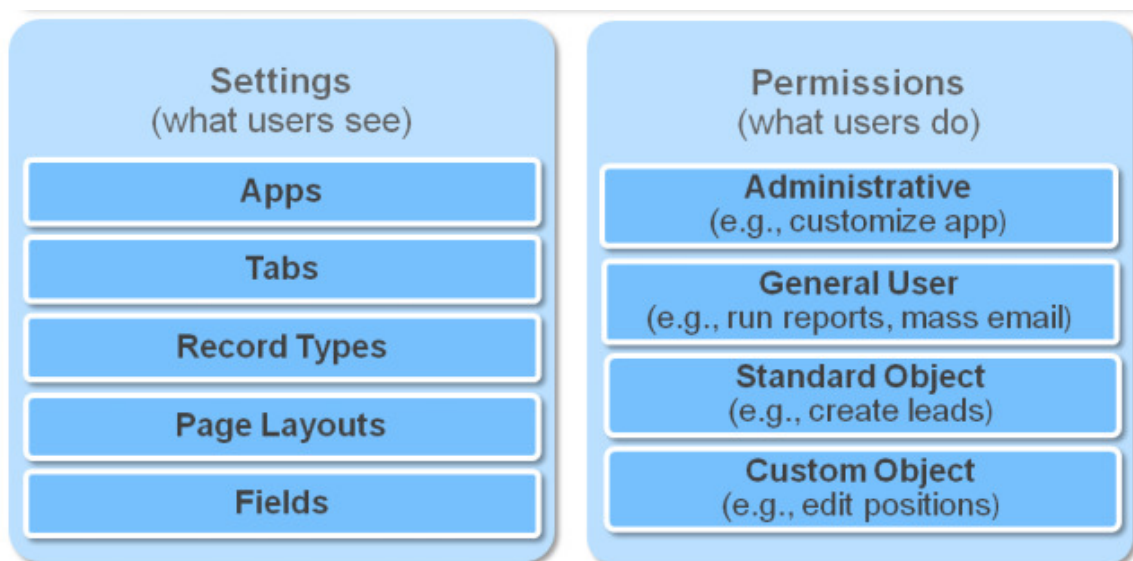 Settings
(what users see)
Apps
Tabs
Record Types
Page Layouts
Fields
Permissions
(what users do)
Administrative
(e.g., customize app)
General User
(e.g., run reports, mass email)
Standard Object
(e.g., create leads)
Custom Object
(e.g., edit positions)